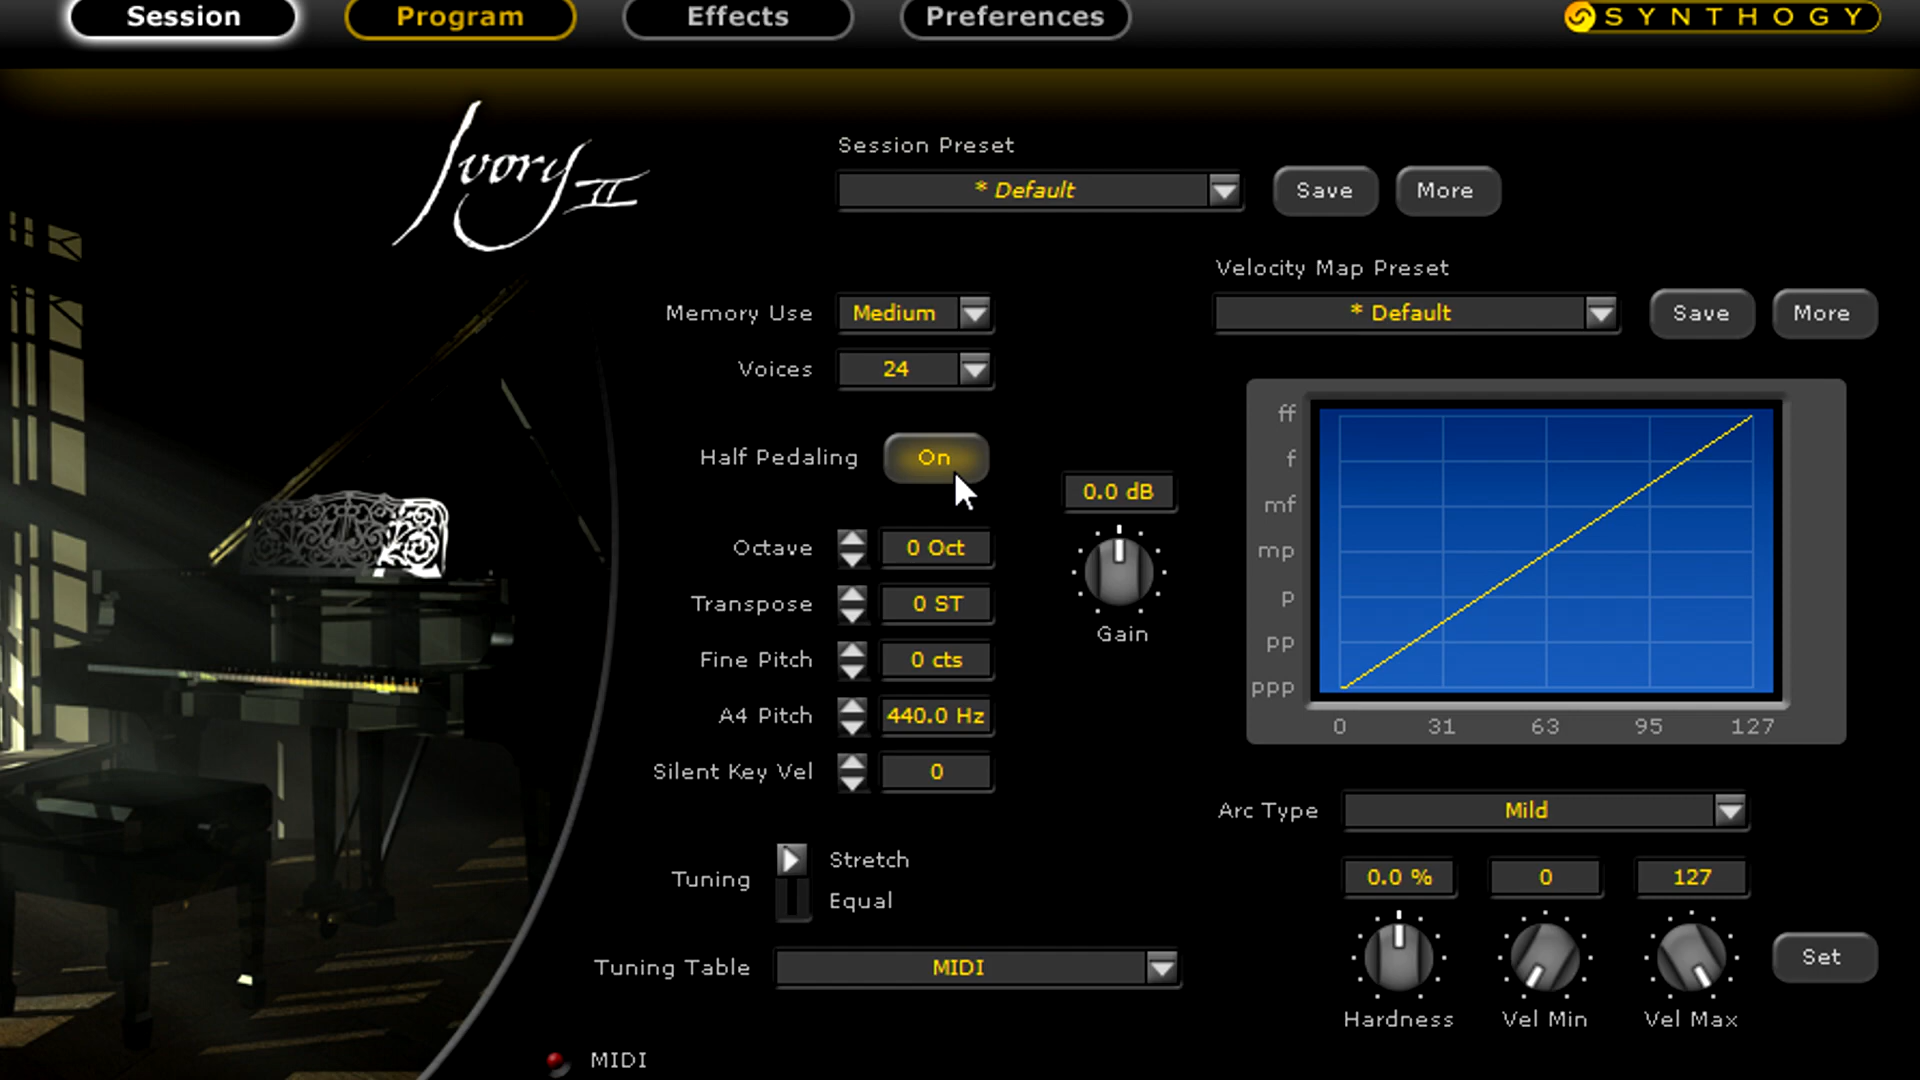 Session
Program
Effects
Preferences
SYNTHOGY
Ivory II
Session Preset
* Default
Save
More
Velocity Map Preset
* Default
Save
More
Memory Use
Medium
Voices
24
Half Pedaling
On
0.0 dB
Gain
Octave
0 Oct
Transpose
0 ST
Fine Pitch
0 cts
A4 Pitch
440.0 Hz
Silent Key Vel
0
ff
f
mf
mp
p
pp
ppp
0 31 63 95 127
Arc Type
Mild
0.0 %
0
127
Hardness
Vel Min
Vel Max
Set
Tuning
Stretch
Equal
Tuning Table
MIDI
MIDI